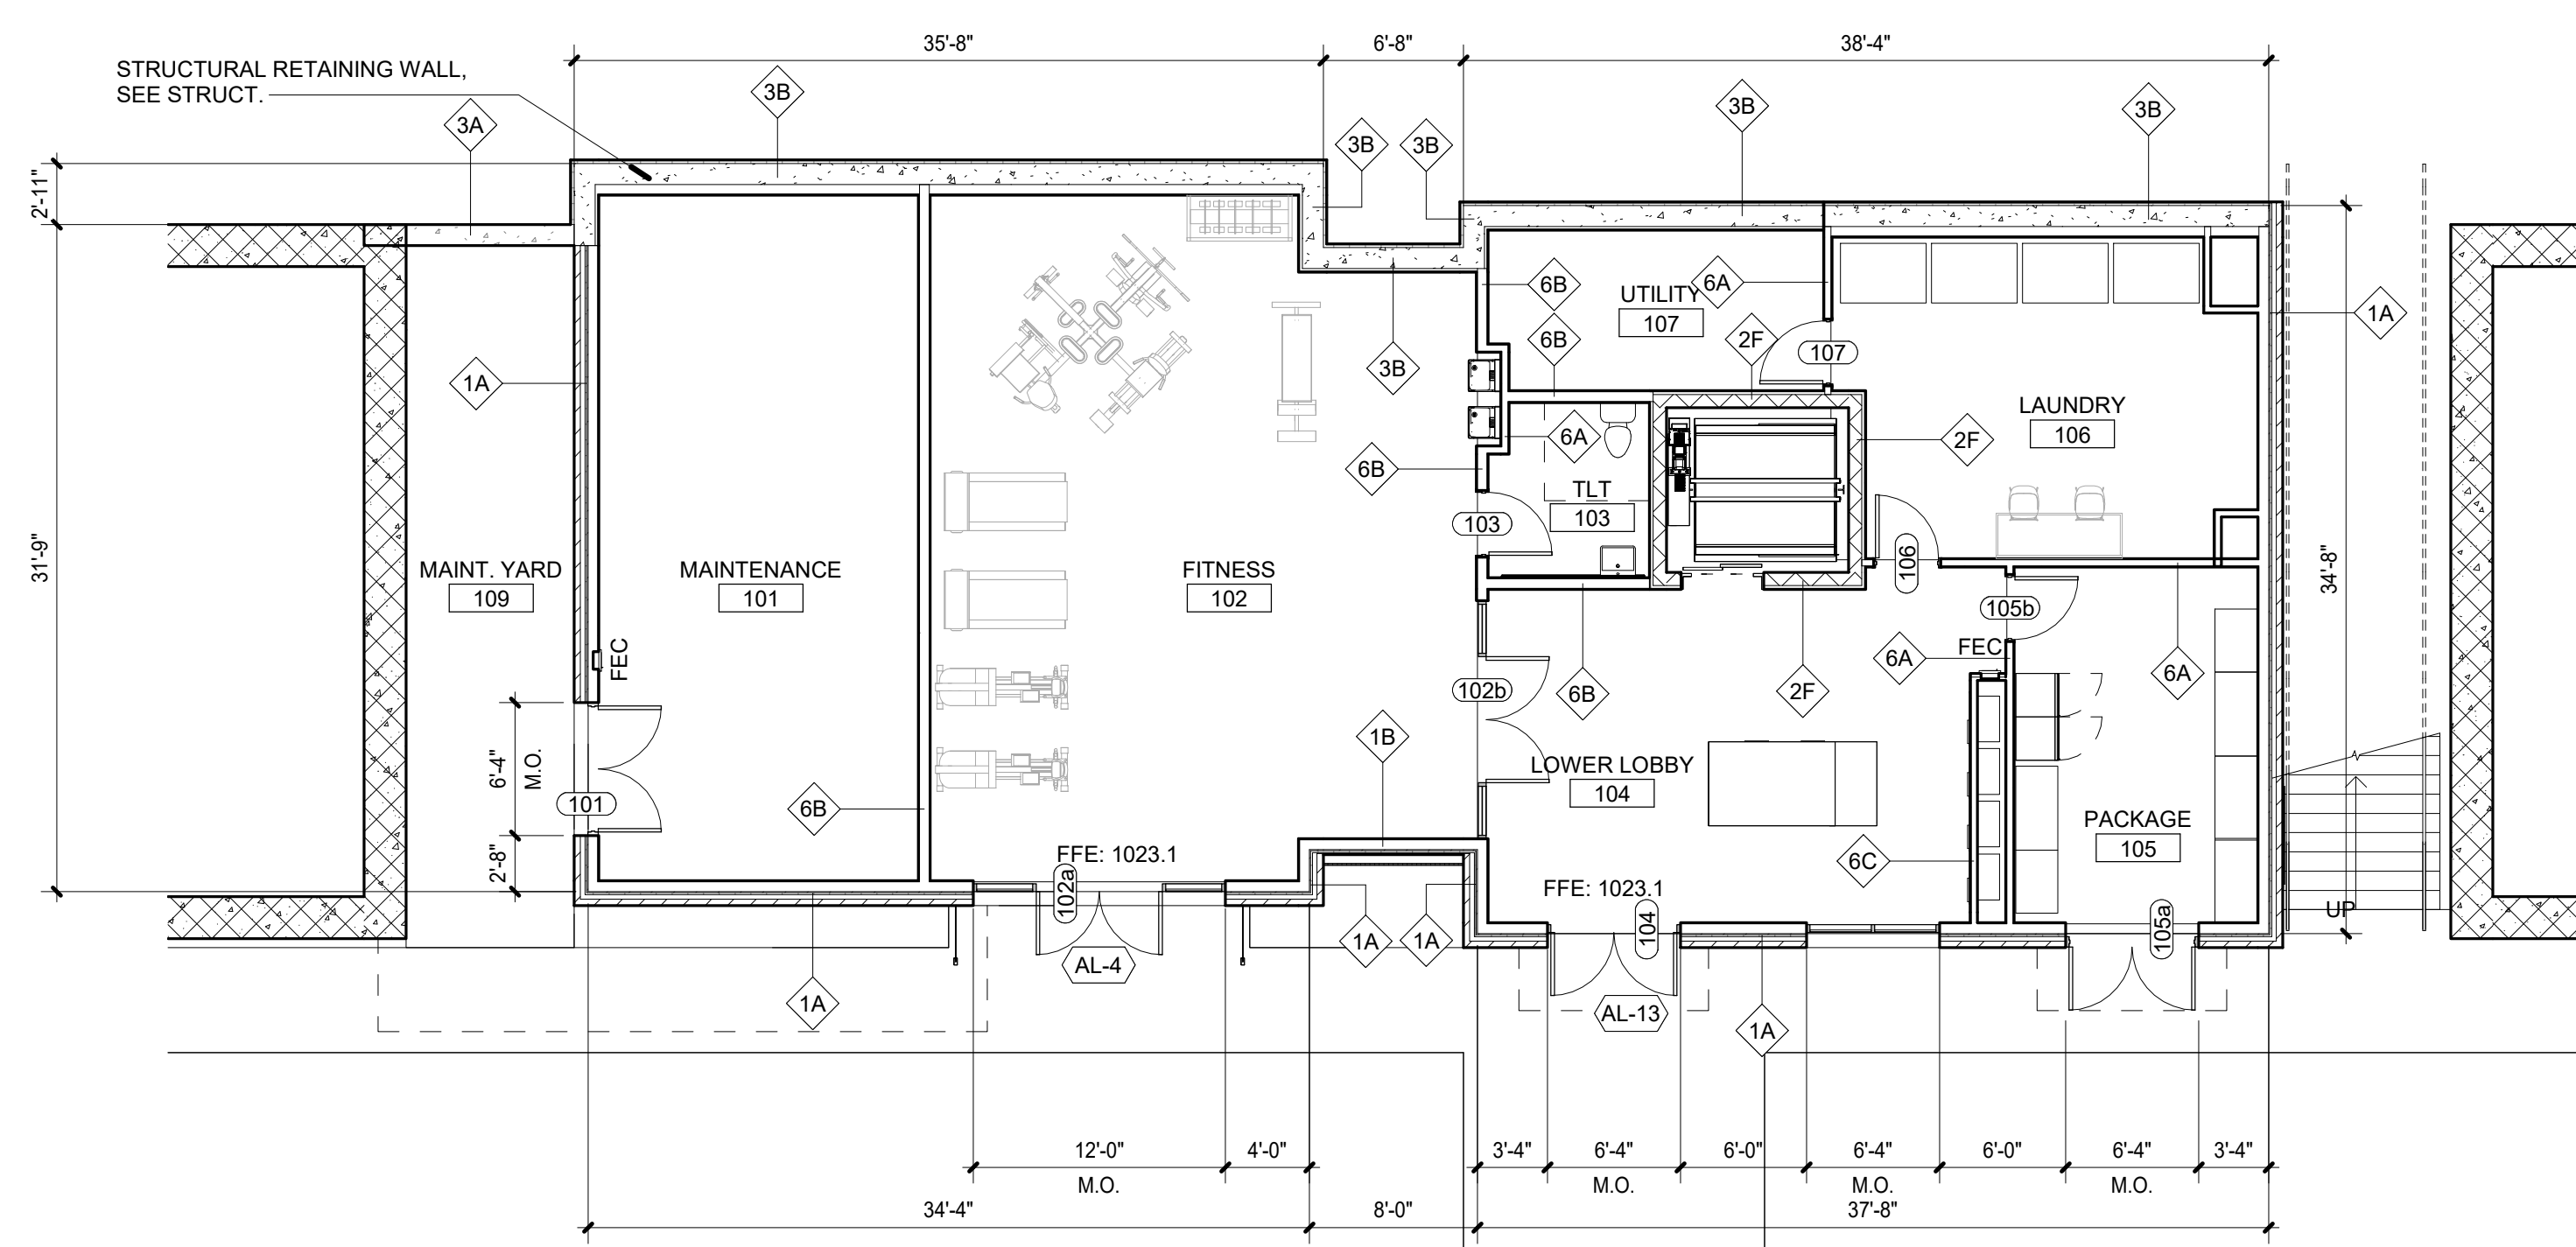 35'-8"
6'-8"
38'-4"
STRUCTURAL RETAINING WALL,
SEE STRUCT.
3A
3B
3B
3B
3B
3B
2'-11"
6B
UTILITY
107
6A
1A
6B
2F
107
3B
1A
LAUNDRY
106
6A
2F
6B
TLT
103
103
31'-9"
34'-8"
MAINT. YARD
109
MAINTENANCE
101
FITNESS
102
106
105b
FEC
FEC
6A
6A
102b
6B
2F
1B
6'-4"
M.O.
101
6B
LOWER LOBBY
104
PACKAGE
105
2'-8"
FFE: 1023.1
102a
6C
FFE: 1023.1
104
105a
UP
1A
1A
AL-4
1A
AL-13
1A
12'-0"
M.O.
4'-0"
3'-4"
6'-4"
M.O.
6'-0"
6'-4"
M.O.
6'-0"
6'-4"
M.O.
3'-4"
34'-4"
8'-0"
37'-8"